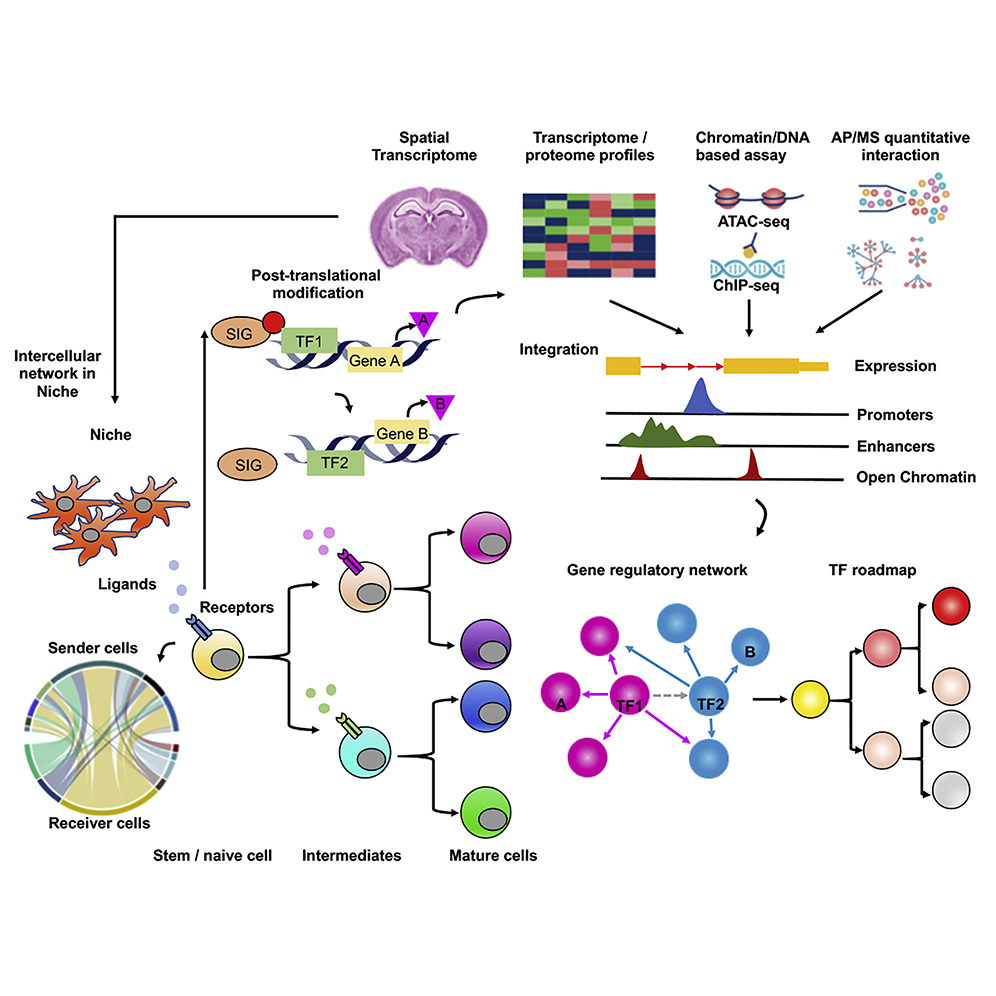 Spatial
Transcriptome
Transcriptome /
proteome profiles
Chromatin/DNA
based assay
AP/MS quantitative
interaction
ATAC-seq
ChIP-seq
Post-translational
modification
SIG
TF1
Gene A
A
Intercellular
network in
Niche
Niche
SIG
TF2
Gene B
B
Integration
Expression
Promoters
Enhancers
Open Chromatin
Ligands
Receptors
Sender cells
Receiver cells
Stem / naive cell
Intermediates
Mature cells
Gene regulatory network
A
TF1
TF2
B
TF roadmap